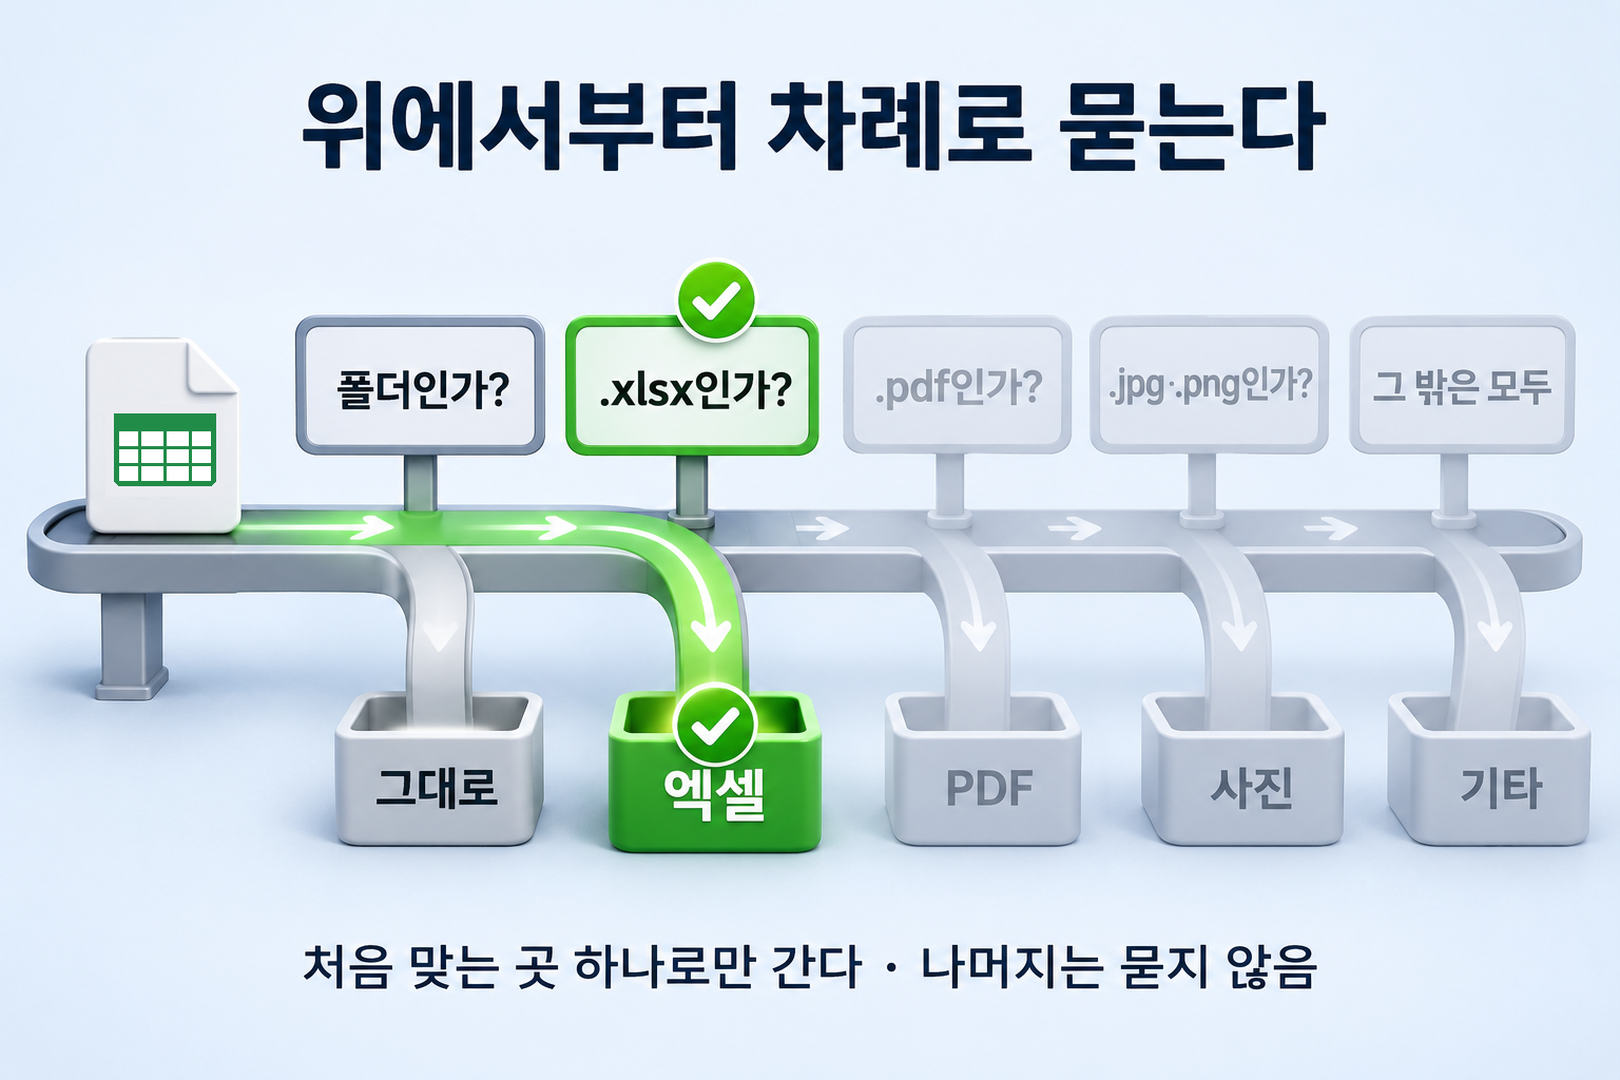 위에서부터 차례로 묻는다
폴더인가?
.xlsx인가?
.pdf인가?
.jpg·.png인가?
그 밖은 모두
그대로
엑셀
PDF
사진
기타
처음 맞는 곳 하나로만 간다 · 나머지는 묻지 않음